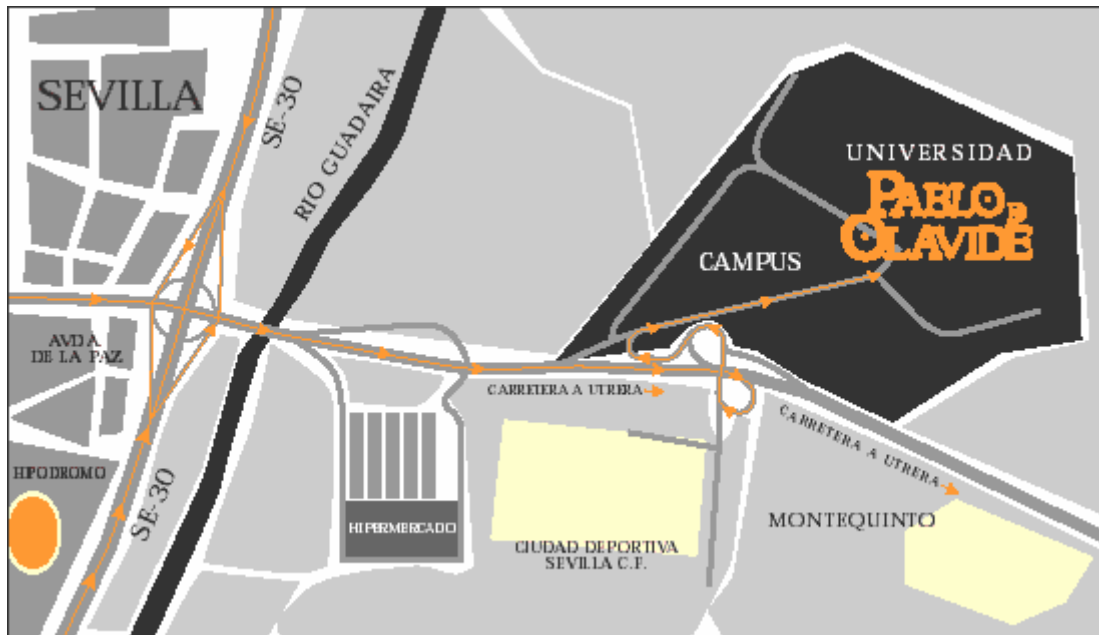 SEVILLA
SE-30
RIO GUADAIRA
UNIVERSIDAD
PABLO DE
OLAVIDE
CAMPUS
AVDA
DE LA PAZ
CARRETERA A UTRERA
CARRETERA A UTRERA
HIPODROMO
SE-30
HIPERMERCADO
MONTEQUINTO
CIUDAD DEPORTIVA
SEVILLA C.F.